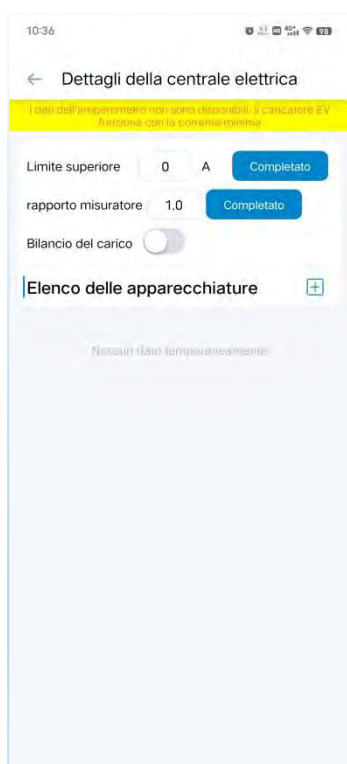 10:36
Dettagli della centrale elettrica
I dati dell'amperometro non sono disponibili. Il caricatore EV
funziona con la corrente minima
Limite superiore 0 A Completato
rapporto misuratore 1.0 Completato
Bilancio del carico
Elenco delle apparecchiature
Nessun dato temporaneamente